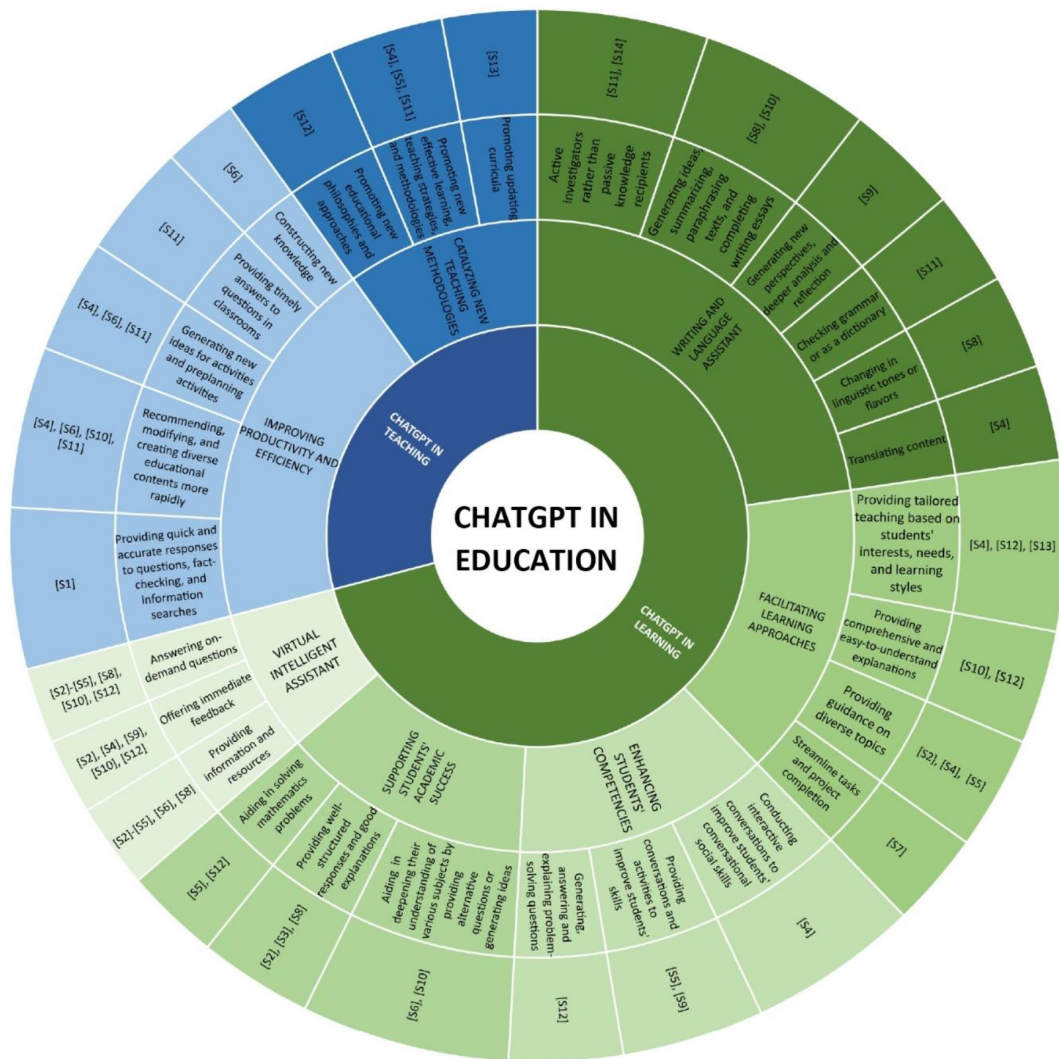 CHATGPT IN
EDUCATION
CHATGPT IN
LEARNING
WRITING AND
LANGUAGE
ASSISTANT
Active
investigators
rather than
passive
knowledge
recipients
[S11], [S14]
Generating ideas,
summarizing,
paraphrasing
texts, and
completing
writing essays
[S8], [S10]
Generating new
perspectives,
deeper analysis and
reflection
[S9]
Checking grammar
or as a dictionary
[S11]
Changing in
linguistic tones or
flavors
[S8]
Translating content
[S4]
FACILITATING
LEARNING
APPROACHES
Providing tailored
teaching based on
students'
interests, needs,
and learning
styles
[S4], [S12], [S13]
Providing
comprehensive and
easy-to-understand
explanations
[S10], [S12]
Providing
guidance on
diverse topics
[S2], [S4], [S5]
Streamline tasks
and project
completion
[S7]
ENHANCING
STUDENTS'
COMPETENCIES
Conducting
interactive
conversations to
improve students'
conversational
social skills
[S4]
Providing
conversations and
activities to
improve students'
skills
[S5], [S9]
Generating,
answering and
explaining problem-
solving questions
[S12]
SUPPORTING
STUDENTS'
ACADEMIC
SUCCESS
Aiding in
deepening their
understanding of
various subjects by
providing
alternative
questions or
generating ideas
[S6], [S10]
Providing well-
structured
responses and good
explanations
[S2], [S3], [S8]
Aiding in solving
mathematics
problems
[S5], [S12]
VIRTUAL
INTELLIGENT
ASSISTANT
Providing
information and
resources
[S2]-[S5], [S6], [S8]
Offering immediate
feedback
[S2], [S4], [S9],
[S10], [S12]
Answering on-
demand questions
[S2]-[S5], [S8],
[S10], [S12]
CHATGPT IN
TEACHING
IMPROVING
PRODUCTIVITY AND
EFFICIENCY
Providing quick and
accurate responses
to questions, fact-
checking, and
information
searches
[S1]
Recommending,
modifying, and
creating diverse
educational
contents more
rapidly
[S4], [S6], [S10],
[S11]
Generating new
ideas for activities
and preplanning
activities
[S4], [S6], [S11]
Providing timely
answers to
questions in
classrooms
[S11]
Constructing new
knowledge
[S6]
CATALYZING NEW
TEACHING
METHODOLOGIES
Promoting new
educational
philosophies and
approaches
[S12]
Promoting new
effective learning,
teaching strategies,
and methodologies
[S4], [S5], [S11]
Promoting updating
curricula
[S13]